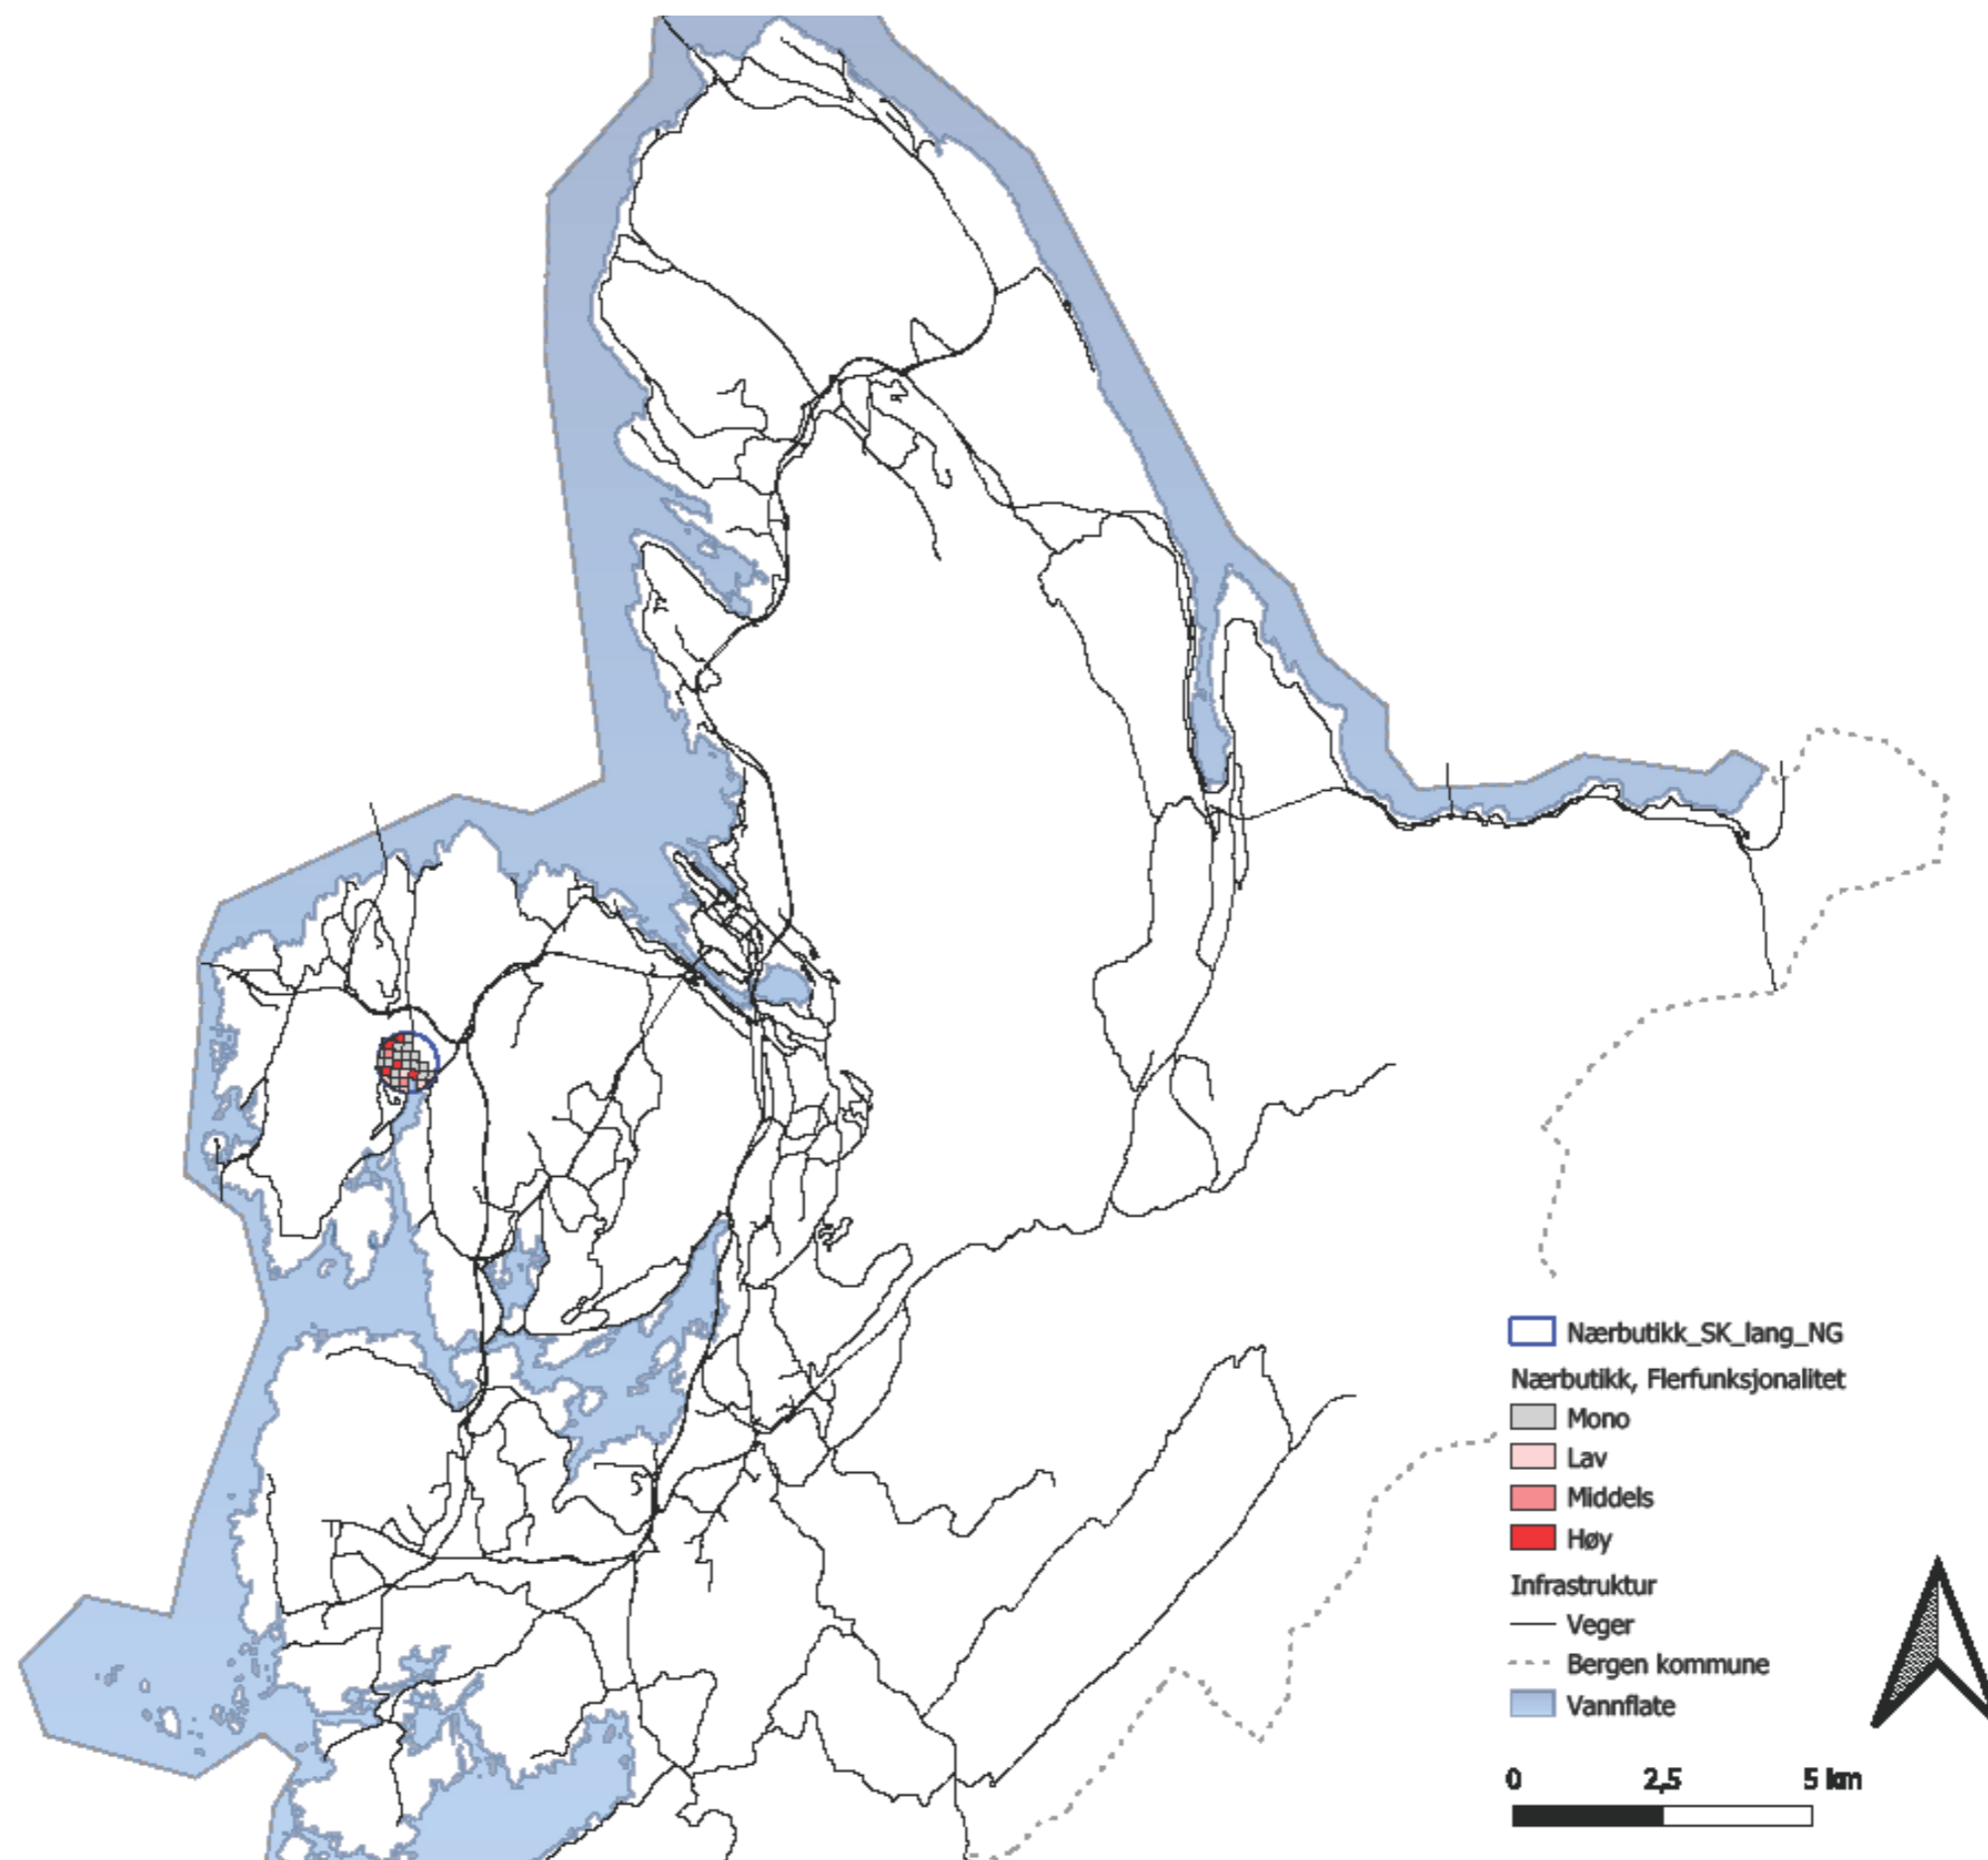 Nærbutikk_SK_lang_NG
Nærbutikk, Flerfunksjonalitet
Mono
Lav
Middels
Høy
Infrastruktur
Veger
Bergen kommune
Vannflate
0 2,5 5 km